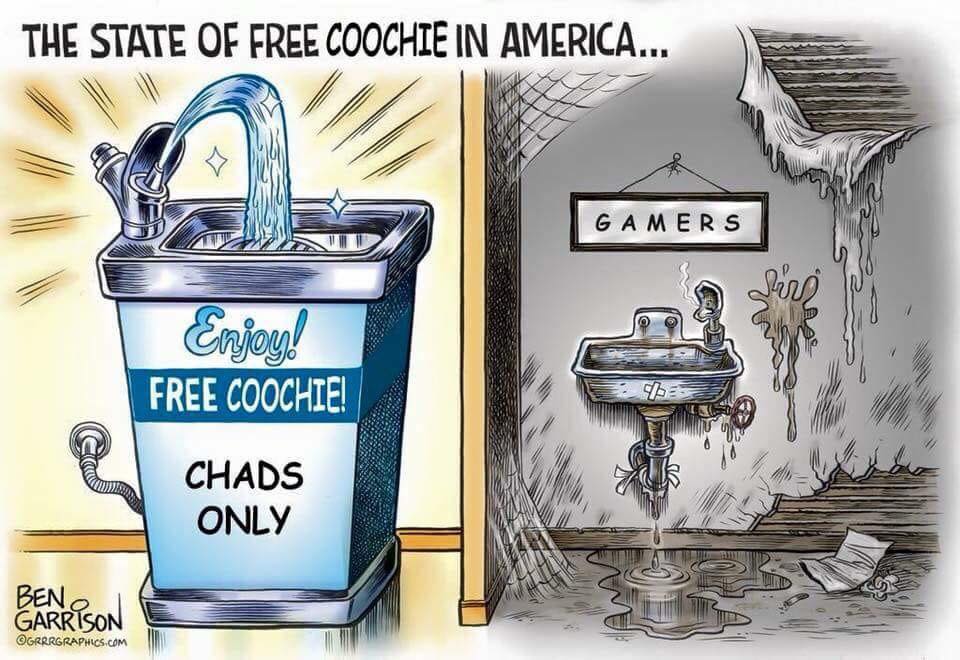 THE STATE OF FREE COOCHIE IN AMERICA...
Enjoy!
FREE COOCHIE!
CHADS
ONLY
GAMERS
BEN
GARRISON
©GRRRGRAPHICS.COM